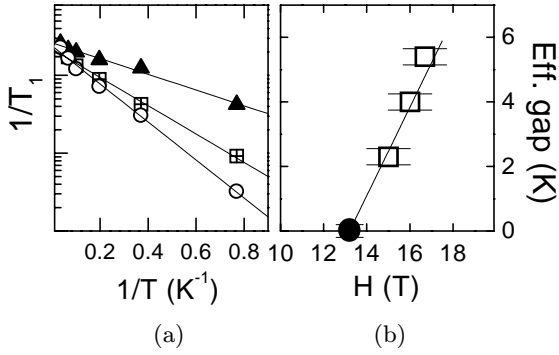 1/T₁
0.2 0.4 0.6 0.8
1/T (K⁻¹)
(a)
6
4
2
0
Eff. gap (K)
10 14 16 18
H (T)
(b)